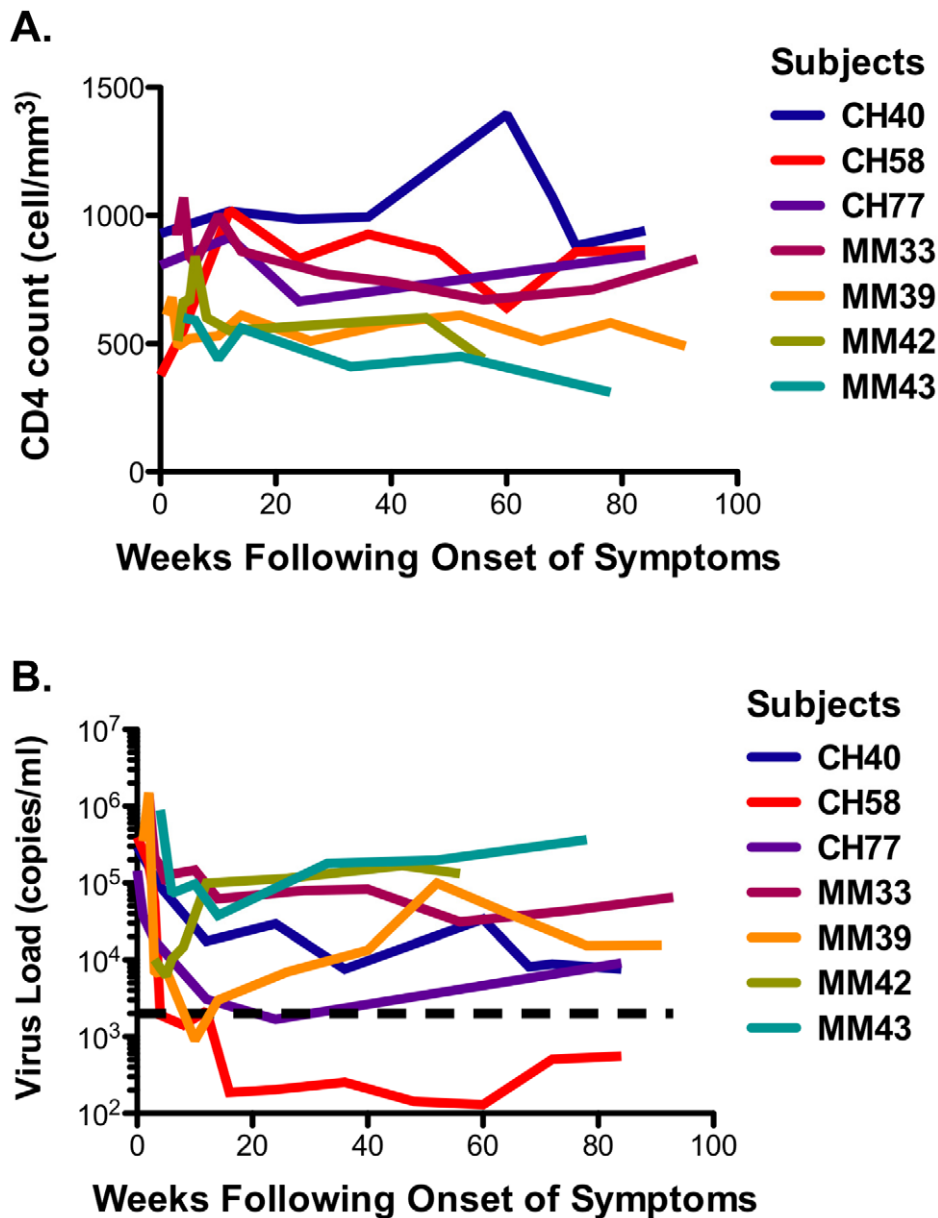 A.
Subjects
CH40
CH58
CH77
MM33
MM39
MM42
MM43
CD4 count (cell/mm³)
1500
1000
500
0
0 20 40 60 80 100
Weeks Following Onset of Symptoms
B.
Subjects
CH40
CH58
CH77
MM33
MM39
MM42
MM43
Virus Load (copies/ml)
10⁷
10⁶
10⁵
10⁴
10³
10²
0 20 40 60 80 100
Weeks Following Onset of Symptoms